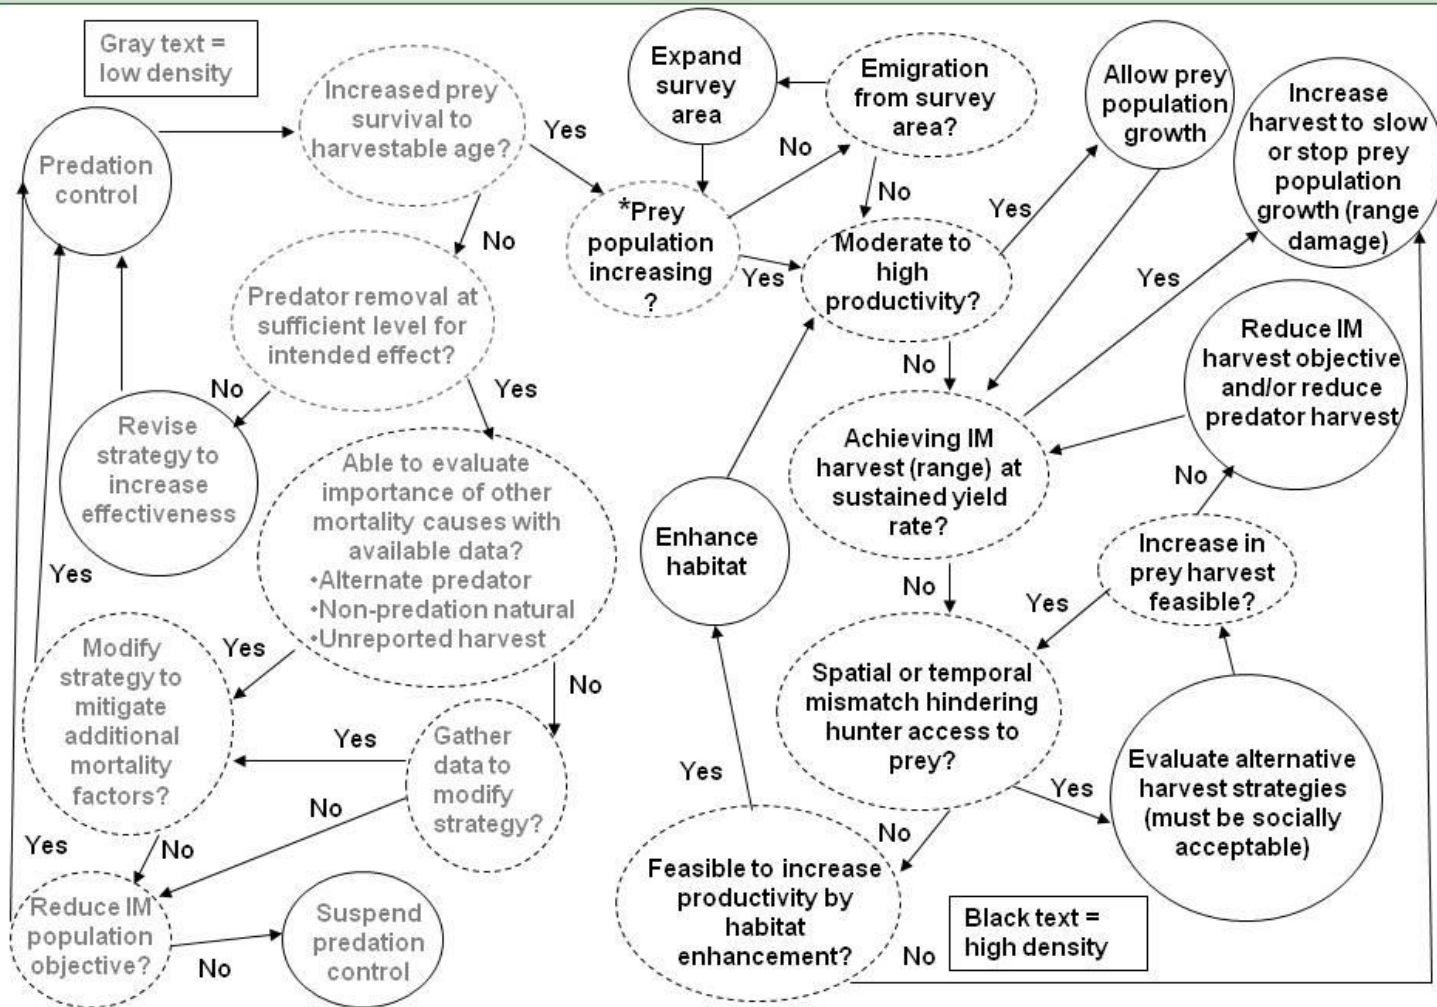 Gray text =
low density
Predation
control
Increased prey
survival to
harvestable age?
Yes
No
Predator removal at
sufficient level for
intended effect?
No
Yes
Revise
strategy to
increase
effectiveness
Able to evaluate
importance of other
mortality causes with
available data?
•Alternate predator
•Non-predation natural
•Unreported harvest
Yes
No
Yes
Modify
strategy to
mitigate
additional
mortality
factors?
Yes
No
Gather
data to
modify
strategy?
Yes
No
Reduce IM
population
objective?
No
Suspend
predation
control
Expand
survey
area
Emigration
from survey
area?
No
No
*Prey
population
increasing
?
Yes
Moderate to
high
productivity?
Yes
No
Allow prey
population
growth
Increase
harvest to slow
or stop prey
population
growth (range
damage)
Yes
Reduce IM
harvest objective
and/or reduce
predator harvest
Achieving IM
harvest (range) at
sustained yield
rate?
No
No
Increase in
prey harvest
feasible?
Yes
Enhance
habitat
Spatial or temporal
mismatch hindering
hunter access to
prey?
Yes
Yes
No
Evaluate alternative
harvest strategies
(must be socially
acceptable)
Feasible to increase
productivity by
habitat
enhancement?
No
Black text =
high density